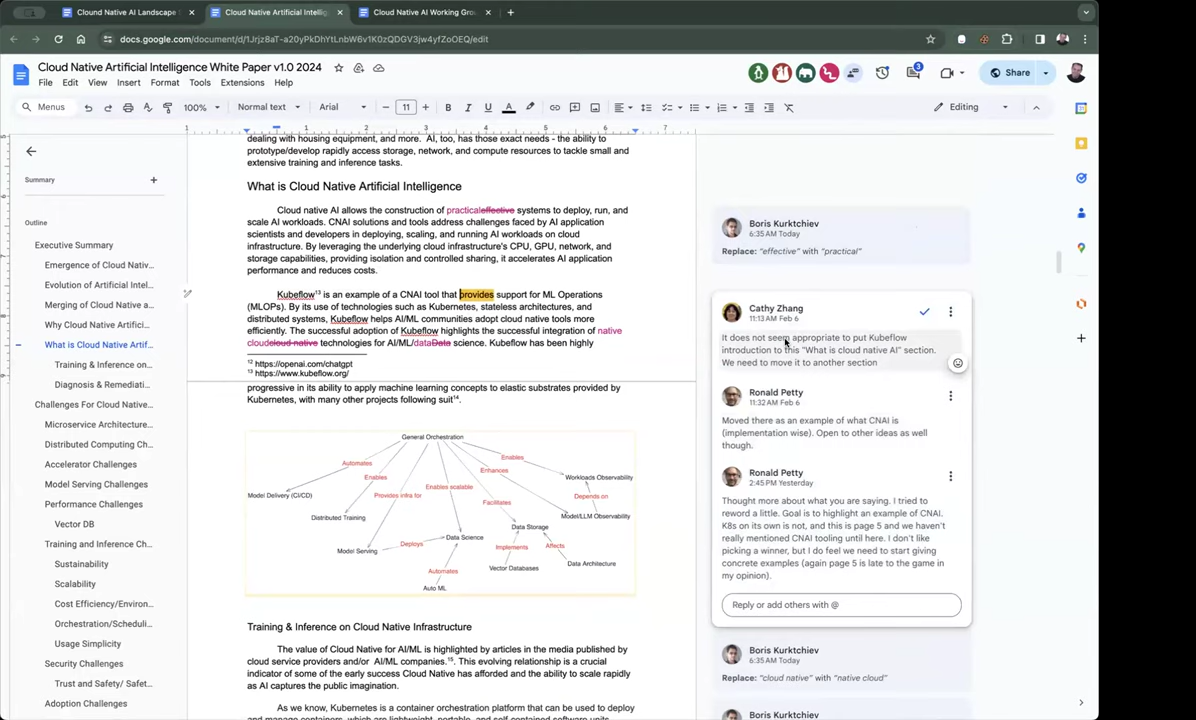 Cloud Native AI Landscape
Cloud Native Artificial Intellig
Cloud Native AI Working Grou
docs.google.com/document/d/1Jrjz8aT-a20yPkDhYtLnbW6v1K0zQDGV3jw4yfZoOEQ/edit
Cloud Native Artificial Intelligence White Paper v1.0 2024
File Edit View Insert Format Tools Extensions Help
3
Share
Menus
100%
Normal text
Arial
11
B I U A
Editing
1 1 2 3 4 5 6 7
Summary
Outline
Executive Summary
Emergence of Cloud Nativ...
Evolution of Artificial Intel...
Merging of Cloud Native a...
Why Cloud Native Artifici...
What is Cloud Native Artif...
Training & Inference on ...
Diagnosis & Remediati...
Challenges For Cloud Native...
Microservice Architecture...
Distributed Computing Ch...
Accelerator Challenges
Model Serving Challenges
Performance Challenges
Vector DB
Training and Inference Ch...
Sustainability
Scalability
Cost Efficiency/Environ...
Orchestration/Scheduli...
Usage Simplicity
Security Challenges
Trust and Safety/ Safet...
Adoption Challenges
dealing with housing equipment, and more. AI, too, has those exact needs - the ability to
prototype/develop rapidly access storage, network, and compute resources to tackle small and
extensive training and inference tasks.
What is Cloud Native Artificial Intelligence
Cloud native AI allows the construction of practicaleffective systems to deploy, run, and
scale AI workloads. CNAI solutions and tools address challenges faced by AI application
scientists and developers in deploying, scaling, and running AI workloads on cloud
infrastructure. By leveraging the underlying cloud infrastructure's CPU, GPU, network, and
storage capabilities, providing isolation and controlled sharing, it accelerates AI application
performance and reduces costs.
Kubeflow13 is an example of a CNAI tool that provides support for ML Operations
(MLOPs). By its use of technologies such as Kubernetes, stateless architectures, and
distributed systems, Kubeflow helps AI/ML communities adopt cloud native tools more
efficiently. The successful adoption of Kubeflow highlights the successful integration of native
cloudcloud native technologies for AI/ML/dataData science. Kubeflow has been highly
12 https://openai.com/chatgpt
13 https://www.kubeflow.org/
progressive in its ability to apply machine learning concepts to elastic substrates provided by
Kubernetes, with many other projects following suit14.
General Orchestration
Automates
Enables
Enables
Enhances
Enables scalable
Provides infra for
Workloads Observability
Model Delivery (CI/CD)
Depends on
Facilitates
Distributed Training
Model/LLM Observability
Data Storage
Deploys
Data Science
Implements
Affects
Model Serving
Automates
Vector Databases
Data Architecture
Auto ML
Training & Inference on Cloud Native Infrastructure
The value of Cloud Native for AI/ML is highlighted by articles in the media published by
cloud service providers and/or AI/ML companies.15. This evolving relationship is a crucial
indicator of some of the early success Cloud Native has afforded and the ability to scale rapidly
as AI captures the public imagination.
As we know, Kubernetes is a container orchestration platform that can be used to deploy
and manage containers, which are lightweight, portable, and self-contained software units.
Boris Kurktchiev
6:35 AM Today
Replace: "effective" with "practical"
Cathy Zhang
11:13 AM Feb 6
It does not seem appropriate to put Kubeflow
introduction to this "What is cloud native AI" section.
We need to move it to another section
Ronald Petty
11:32 AM Feb 6
Moved there as an example of what CNAI is
(implementation wise). Open to other ideas as well
though.
Ronald Petty
2:45 PM Yesterday
Thought more about what you are saying. I tried to
reword a little. Goal is to highlight an example of CNAI.
K8s on its own is not, and this is page 5 and we haven't
really mentioned CNAI tooling until here. I don't like
picking a winner, but I do feel we need to start giving
concrete examples (again page 5 is late to the game in
my opinion).
Reply or add others with @
Boris Kurktchiev
6:35 AM Today
Replace: "cloud native" with "native cloud"
Boris Kurktchiev